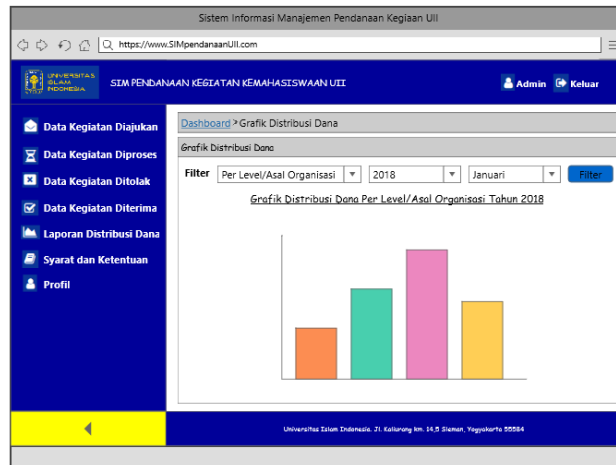 Sistem Informasi Manajemen Pendanaan Kegiaan UII
https://www.SIMpendanaanUII.com
UNIVERSITAS
ISLAM
INDONESIA
SIM PENDANAAN KEGIATAN KEMAHASISWAAN UII
Admin
Keluar
Data Kegiatan Diajukan
Data Kegiatan Diproses
Data Kegiatan Ditolak
Data Kegiatan Diterima
Laporan Distribusi Dana
Syarat dan Ketentuan
Profil
Dashboard > Grafik Distribusi Dana
Grafik Distribusi Dana
Filter Per Level/Asal Organisasi 2018 Januari Filter
Grafik Distribusi Dana Per Level/Asal Organisasi Tahun 2018
Universitas Islam Indonesia. Jl. Kaliurang km. 14,5 Sleman, Yogyakarta 55584